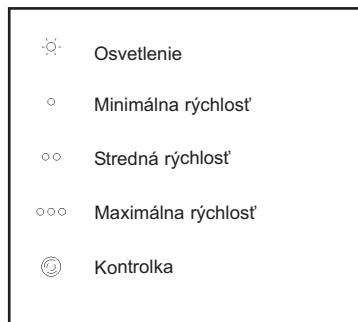 Osvetlenie
Minimálna rýchlosť
Stredná rýchlosť
Maximálna rýchlosť
Kontrolka